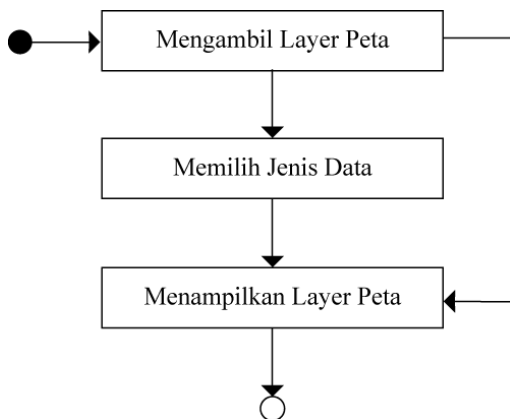 Mengambil Layer Peta
Memilih Jenis Data
Menampilkan Layer Peta